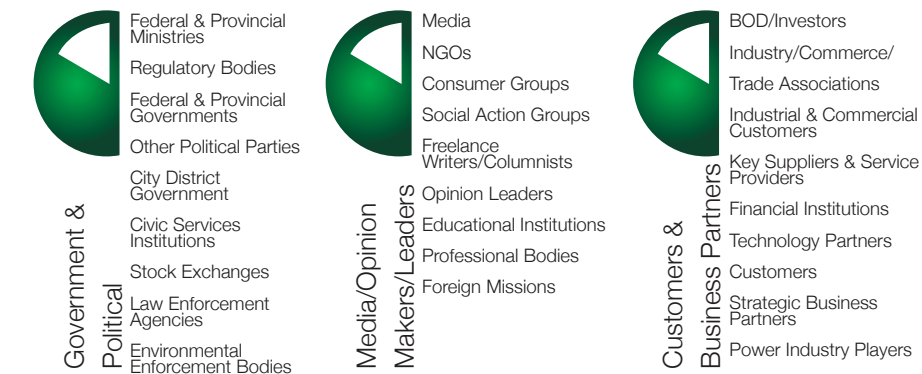 Government &
Political
Federal & Provincial
Ministries
Regulatory Bodies
Federal & Provincial
Governments
Other Political Parties
City District
Government
Civic Services
Institutions
Stock Exchanges
Law Enforcement
Agencies
Environmental
Enforcement Bodies
Media/Opinion
Makers/Leaders
Media
NGOs
Consumer Groups
Social Action Groups
Freelance
Writers/Columnists
Opinion Leaders
Educational Institutions
Professional Bodies
Foreign Missions
Customers &
Business Partners
BOD/Investors
Industry/Commerce/
Trade Associations
Industrial & Commercial
Customers
Key Suppliers & Service
Providers
Financial Institutions
Technology Partners
Customers
Strategic Business
Partners
Power Industry Players